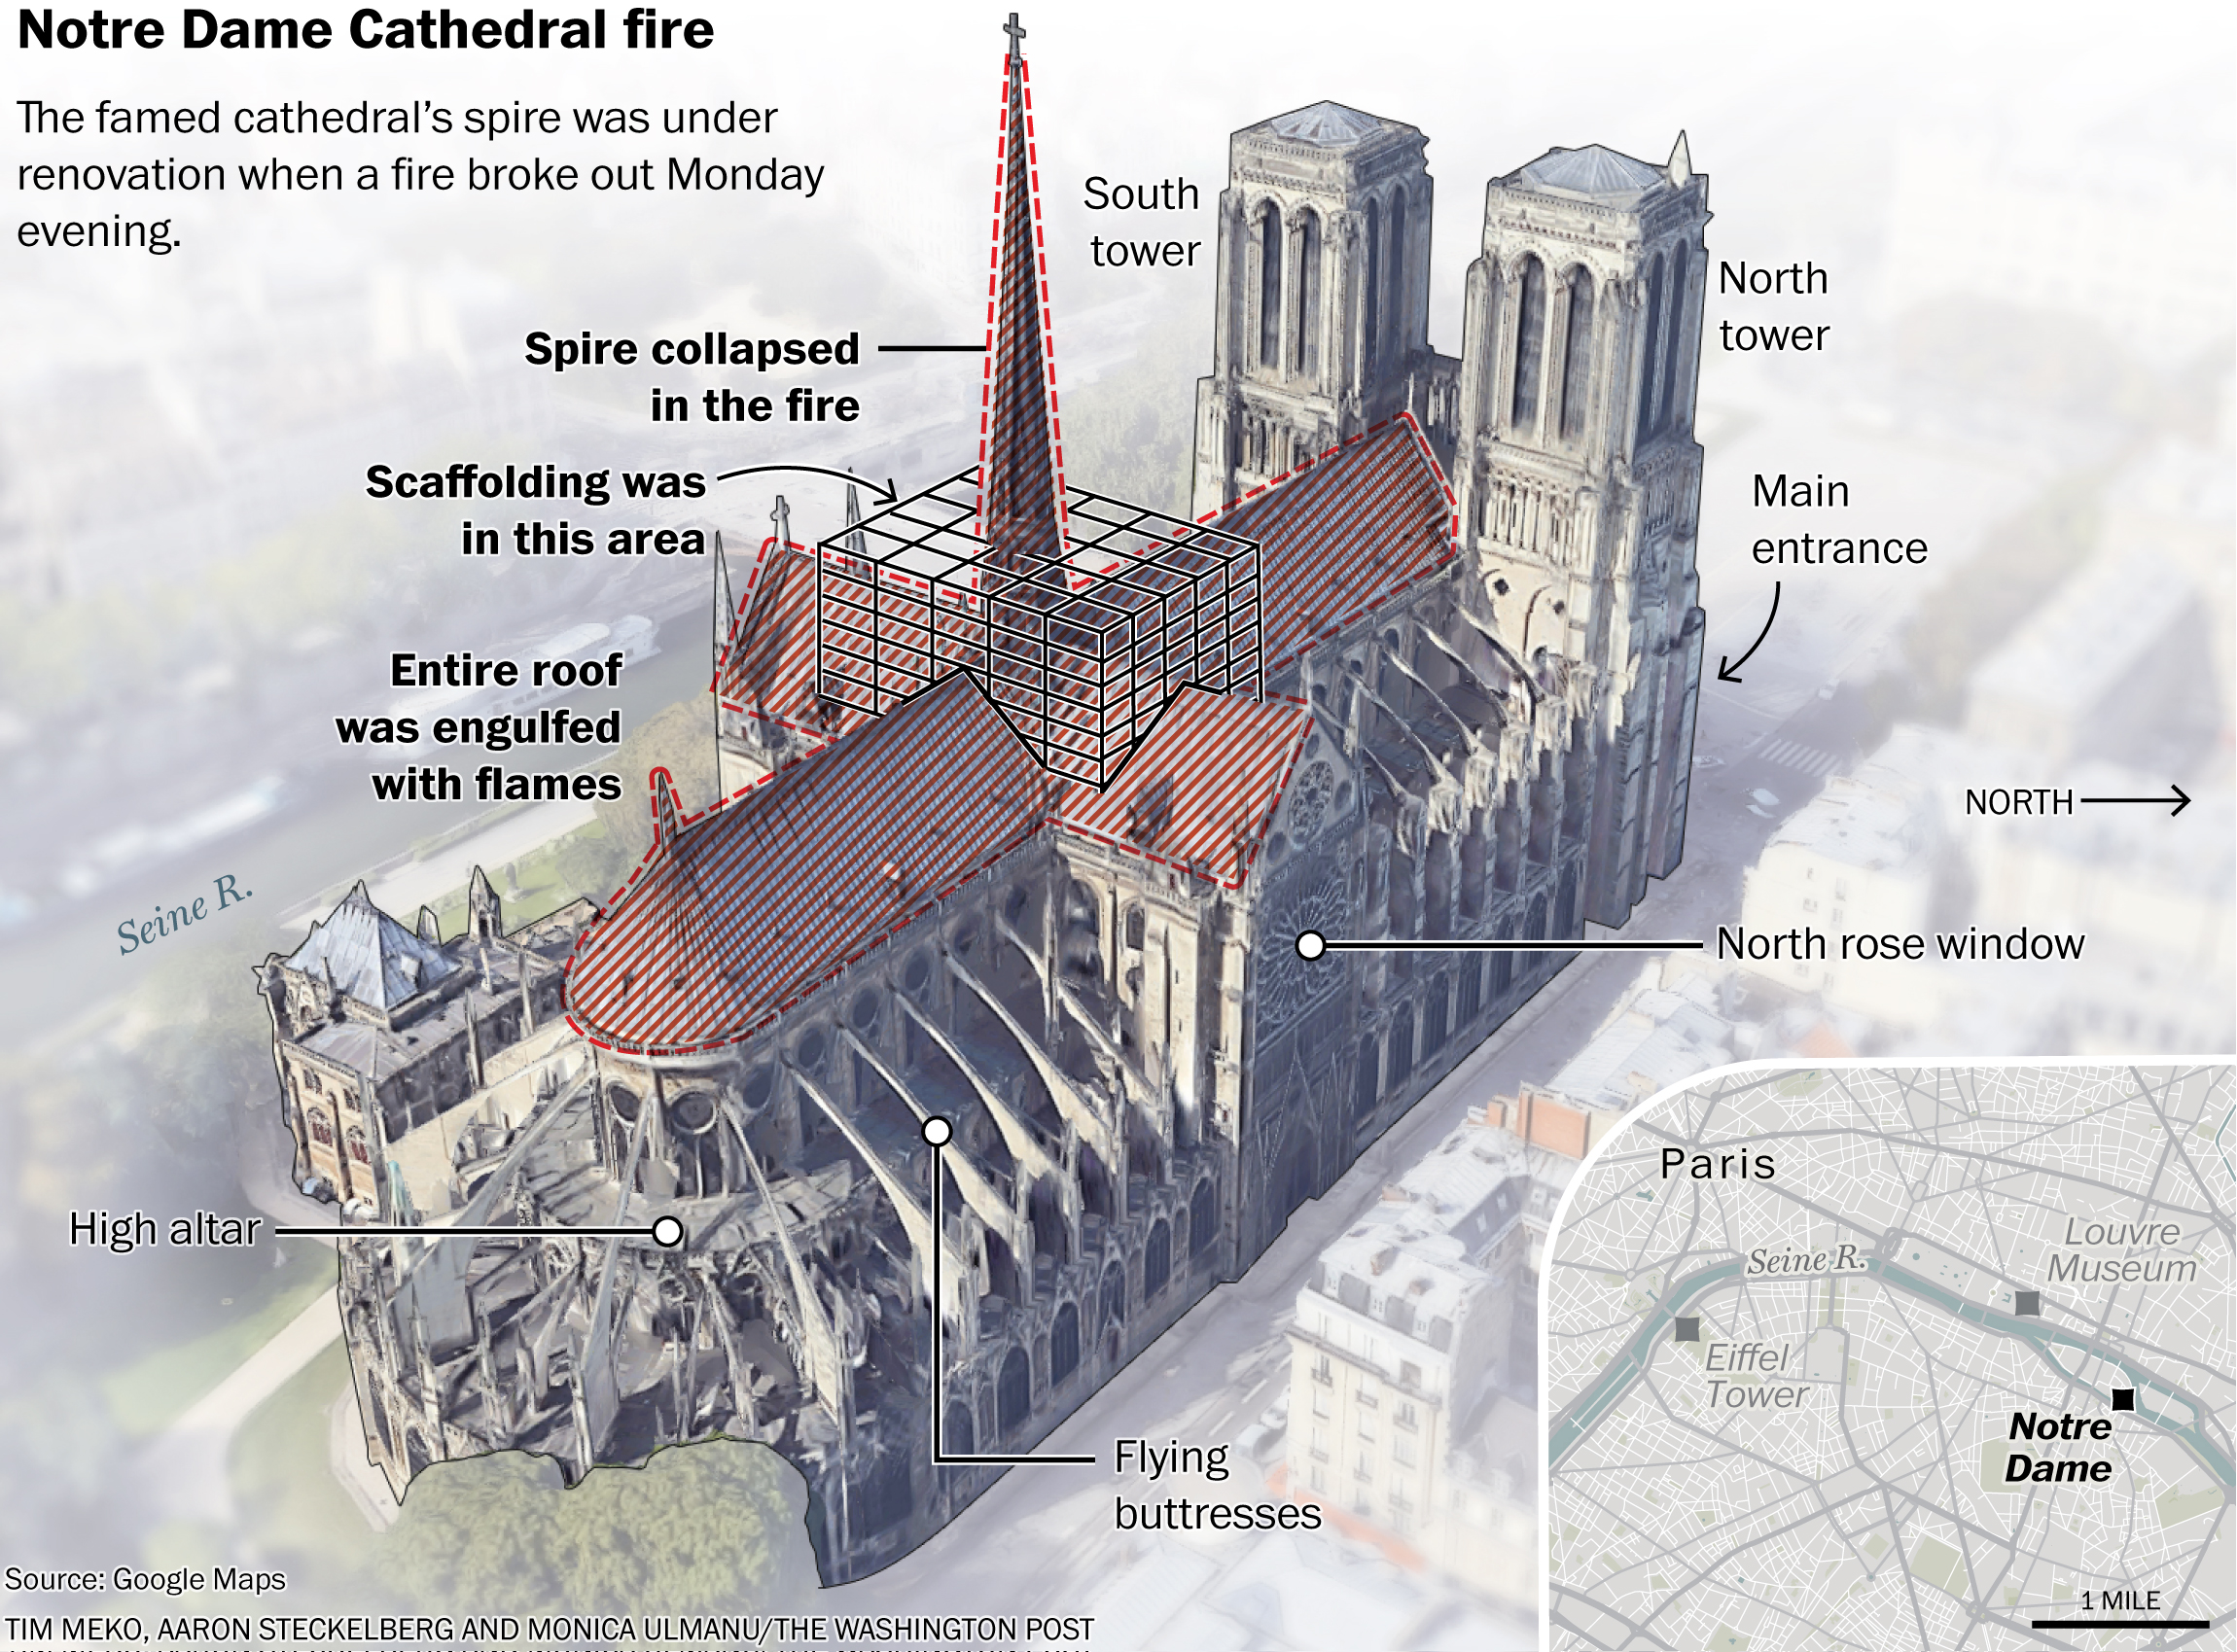 Notre Dame Cathedral fire
The famed cathedral's spire was under
renovation when a fire broke out Monday
evening.
South
tower
North
tower
Spire collapsed
in the fire
Scaffolding was
in this area
Main
entrance
Entire roof
was engulfed
with flames
NORTH
Seine R.
North rose window
High altar
Flying
buttresses
Paris
Louvre
Museum
Seine R.
Eiffel
Tower
Notre
Dame
1 MILE
Source: Google Maps
TIM MEKO, AARON STECKELBERG AND MONICA ULMANU/THE WASHINGTON POST